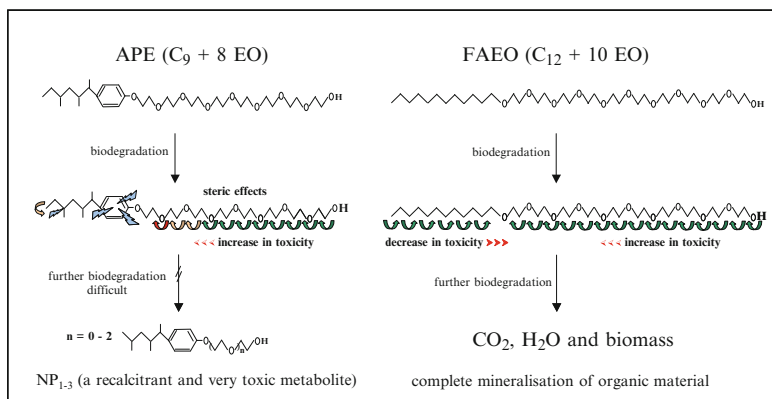 APE (C₉ + 8 EO)
O O O O O O O O OH
biodegradation
steric effects
O O O O O O O O OH
<<< increase in toxicity
further biodegradation
difficult
n = 0 - 2
O O n OH
NP₁₋₃ (a recalcitrant and very toxic metabolite)
FAEO (C₁₂ + 10 EO)
O O O O O O O O O O OH
biodegradation
O O O O O O O O O O OH
decrease in toxicity >>> <<< increase in toxicity
further biodegradation
CO₂, H₂O and biomass
complete mineralisation of organic material